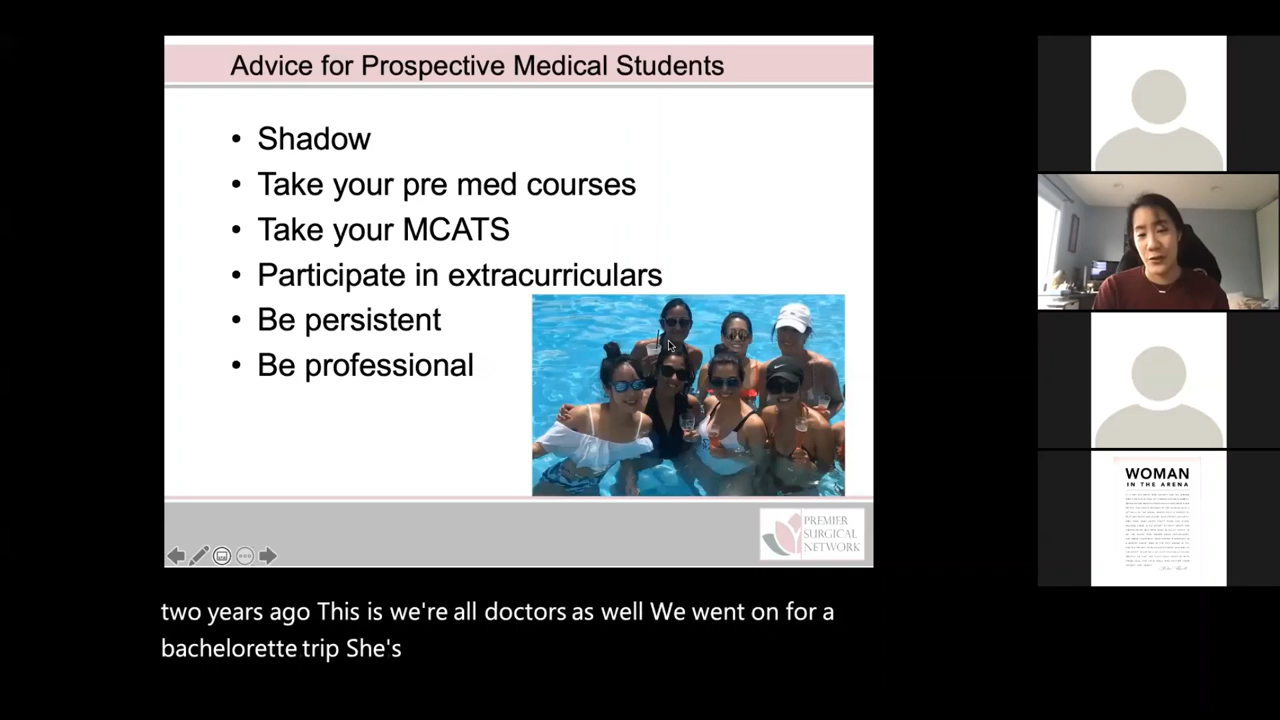 Advice for Prospective Medical Students
• Shadow
• Take your pre med courses
• Take your MCATS
• Participate in extracurriculars
• Be persistent
• Be professional
PREMIER
SURGICAL
NETWORK
WOMAN
IN THE ARENA
two years ago This is we're all doctors as well We went on for a
bachelorette trip She's